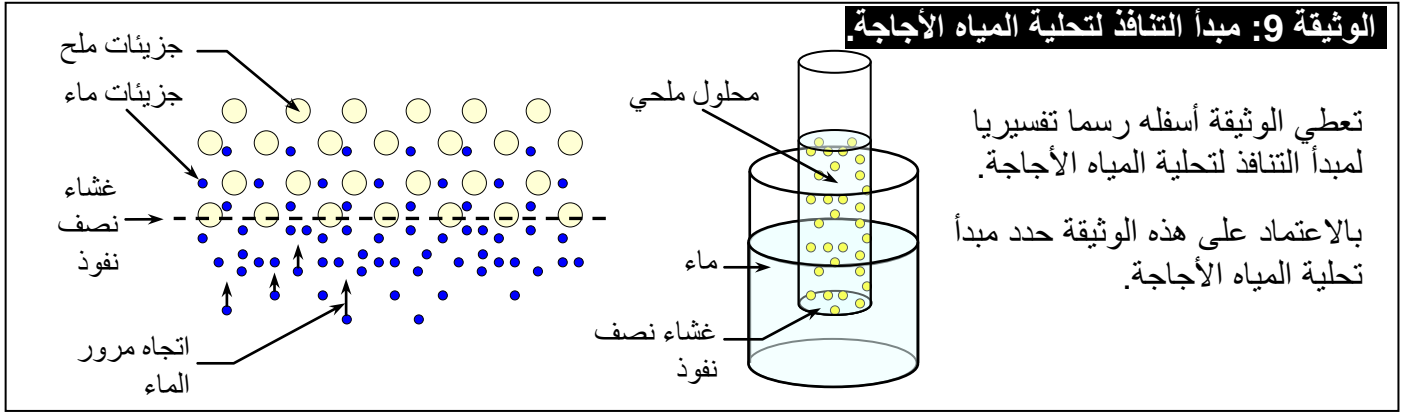 الوثيقة 9: مبدأ التنافذ لتحلية المياه الأجاجة.
تعطي الوثيقة أسفله رسما تفسيريا
لمبدأ التنافذ لتحلية المياه الأجاجة.
بالاعتماد على هذه الوثيقة حدد مبدأ
تحلية المياه الأجاجة.
محلول ملحي
ماء
غشاء نصف
نفوذ
جزيئات ملح
جزيئات ماء
غشاء
نصف
نفوذ
اتجاه مرور
الماء